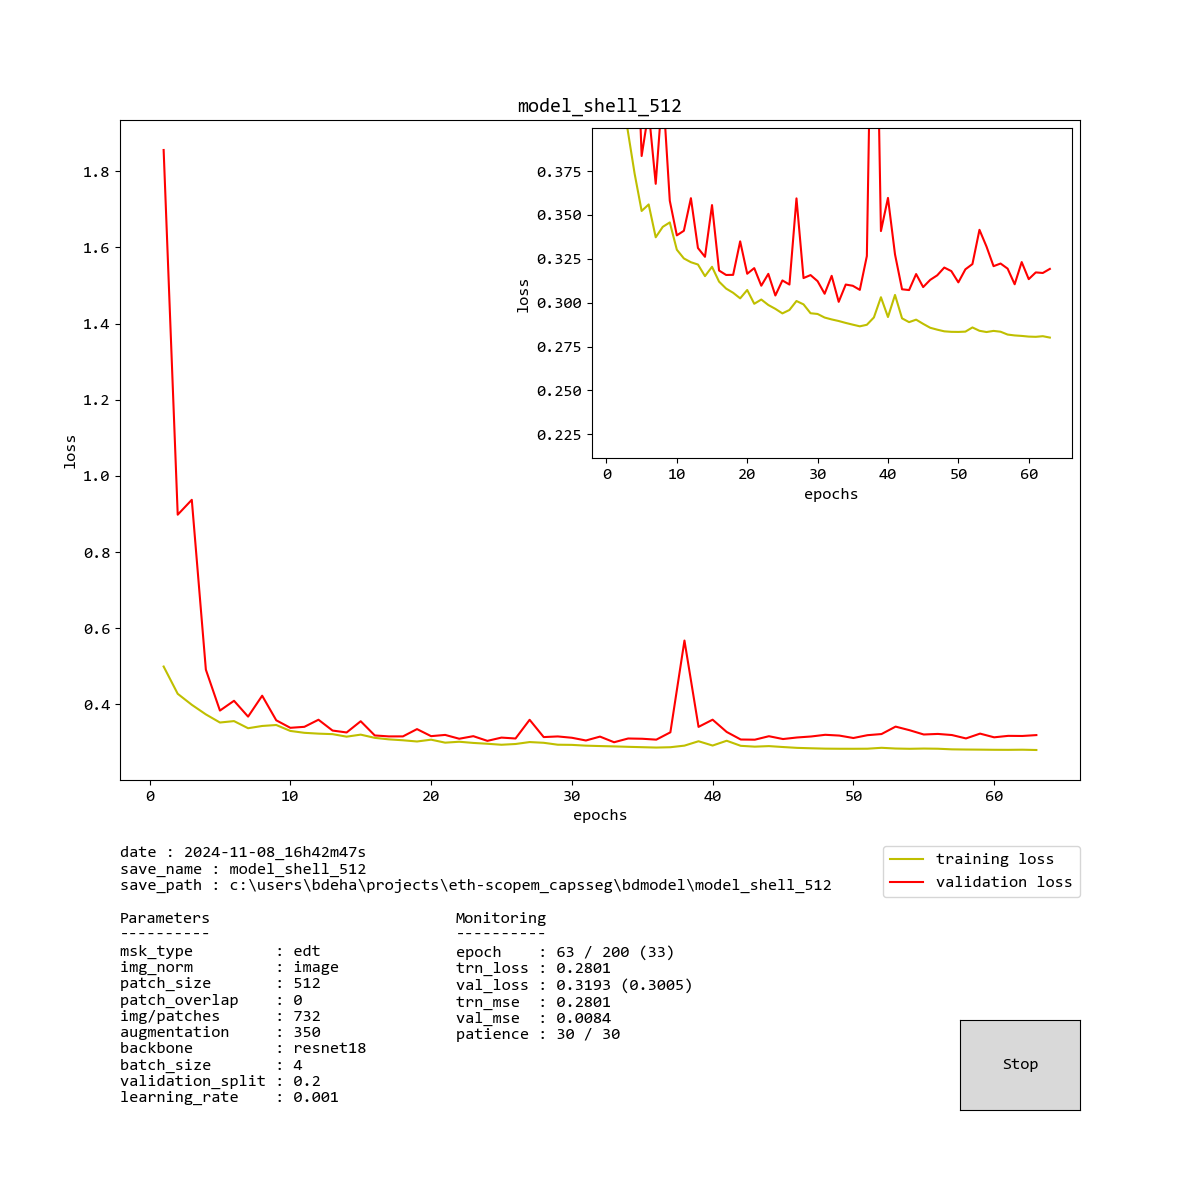 model_shell_512
0.375
0.350
0.325
0.300
0.275
0.250
0.225
loss
0 10 20 30 40 50 60
epochs
1.8
1.6
1.4
1.2
1.0
0.8
0.6
0.4
loss
0 10 20 30 40 50 60
epochs
date : 2024-11-08_16h42m47s
save_name : model_shell_512
save_path : c:\users\bdeha\projects\eth-scopem_capsseg\bdmodel\model_shell_512
training loss
validation loss
Parameters
----------
msk_type : edt
img_norm : image
patch_size : 512
patch_overlap : 0
img/patches : 732
augmentation : 350
backbone : resnet18
batch_size : 4
validation_split : 0.2
learning_rate : 0.001
Monitoring
----------
epoch : 63 / 200 (33)
trn_loss : 0.2801
val_loss : 0.3193 (0.3005)
trn_mse : 0.2801
val_mse : 0.0084
patience : 30 / 30
Stop